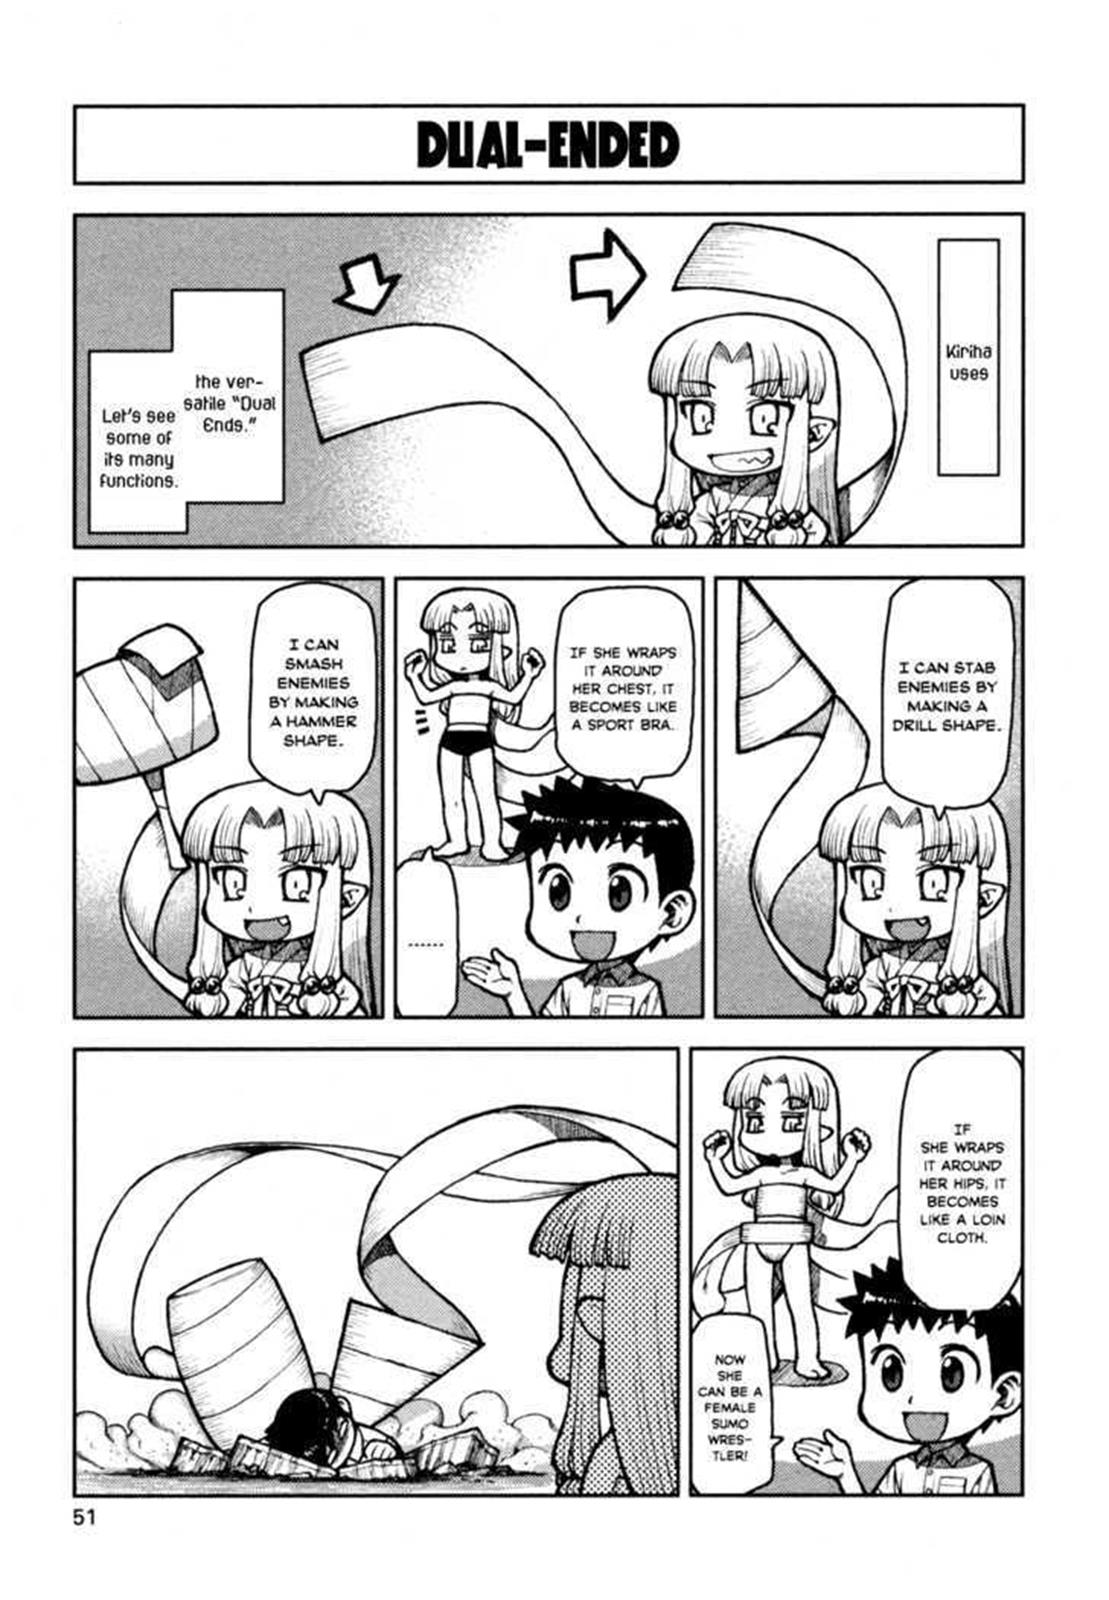 DUAL-ENDED
Kiriha
uses
the ver-
satile "Dual
Ends."
Let's see
some of
its many
functions.
I CAN STAB
ENEMIES BY
MAKING A
DRILL SHAPE.
IF SHE WRAPS
IT AROUND
HER CHEST, IT
BECOMES LIKE
A SPORT BRA.
......
I CAN
SMASH
ENEMIES
BY MAKING
A HAMMER
SHAPE.
IF
SHE WRAPS
IT AROUND
HER HIPS, IT
BECOMES
LIKE A LOIN
CLOTH.
NOW
SHE
CAN BE A
FEMALE
SUMO
WRES-
TLER!
51